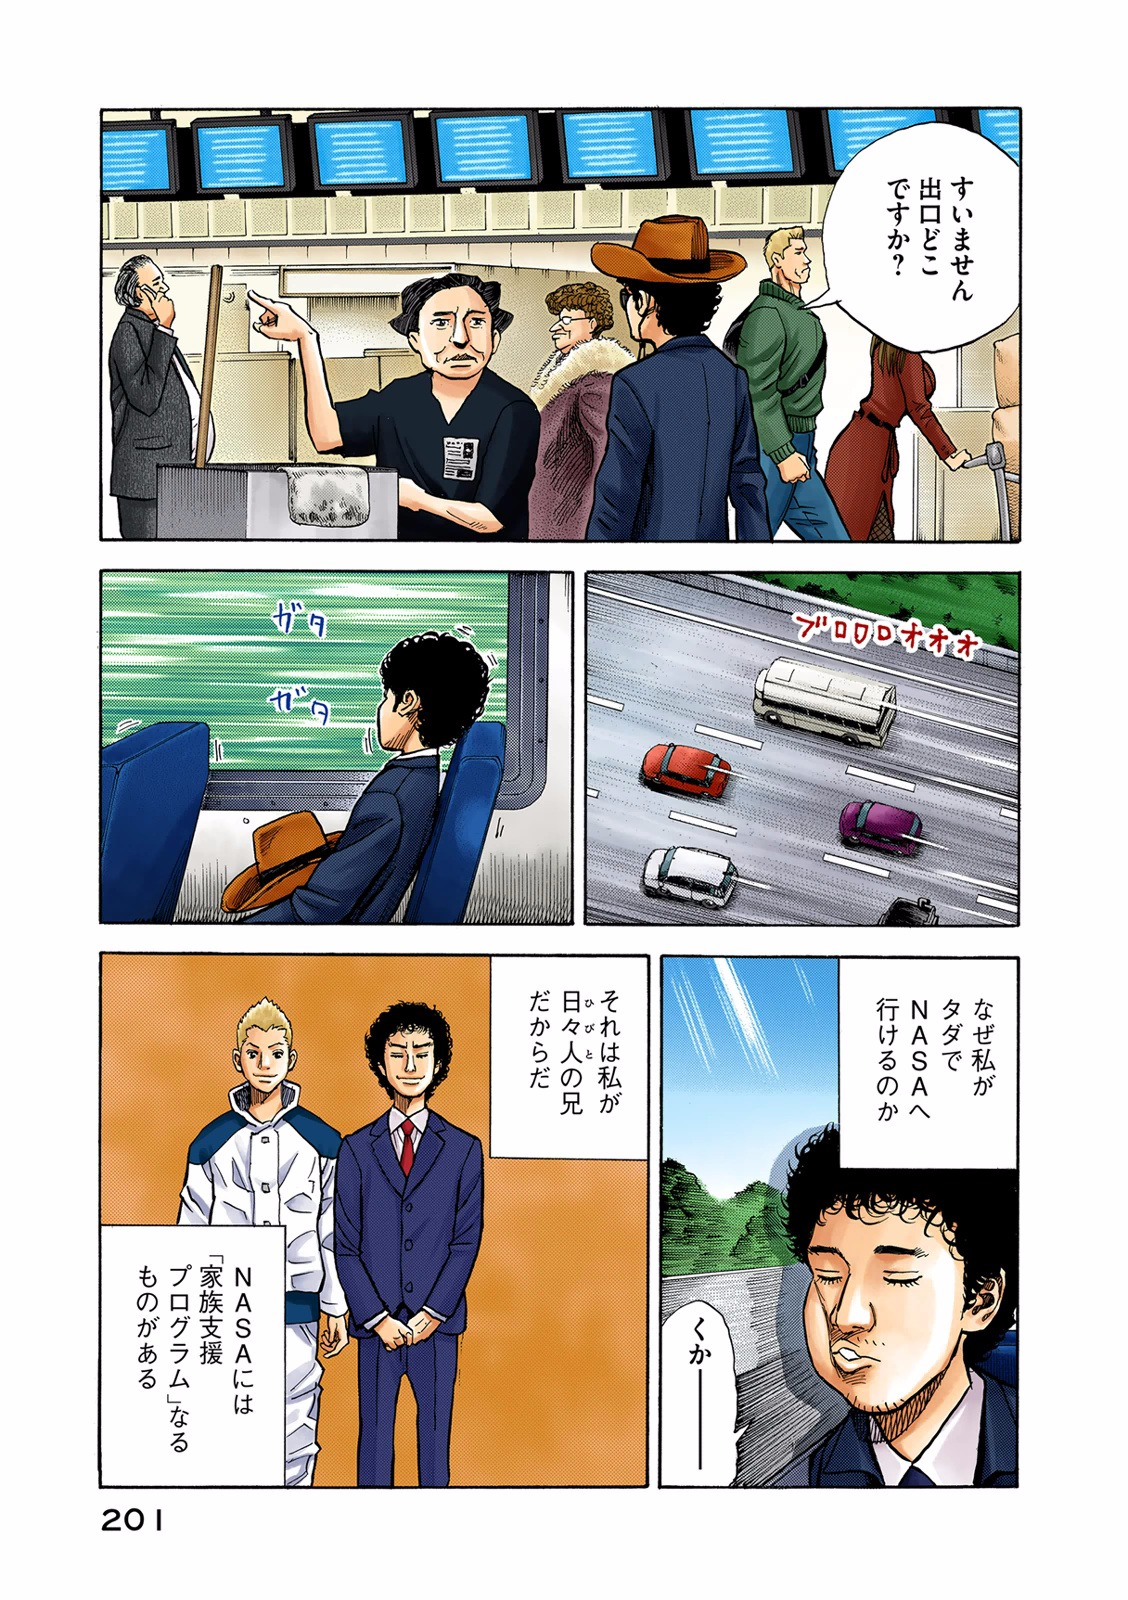 すいません
出口どこ
ですか?
ブロロロオオオ
ガタ
ガタ
なぜ私が
タダで
NASAへ
行けるのか
くか――
それは私が
日々人の兄
ひびと
だからだ
NASAには
「家族支援
プログラム」なる
ものがある
201